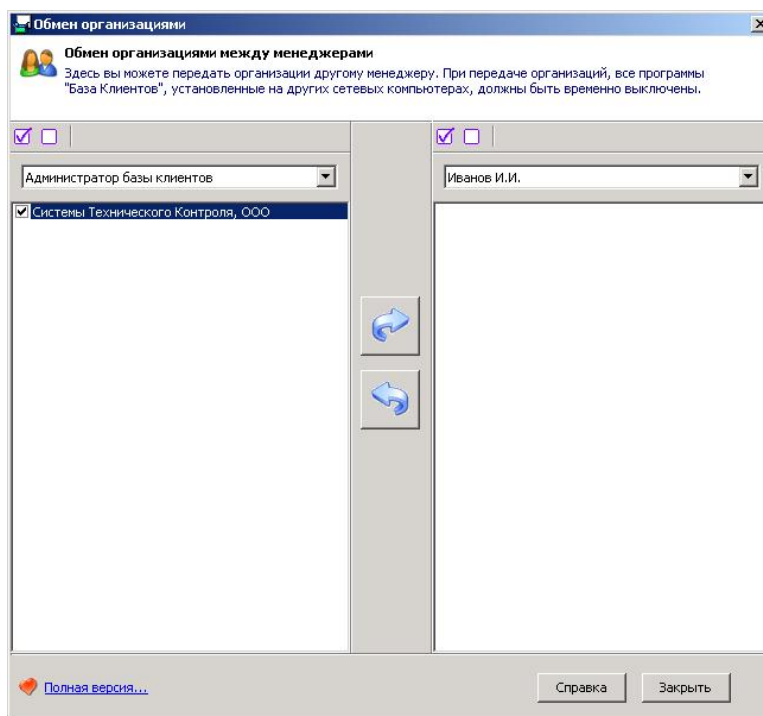 Обмен организациями
Обмен организациями между менеджерами
Здесь вы можете передать организации другому менеджеру. При передаче организаций, все программы
"База Клиентов", установленные на других сетевых компьютерах, должны быть временно выключены.
Администратор базы клиентов
Иванов И.И.
Системы Технического Контроля, ООО
Полная версия...
Справка
Закрыть